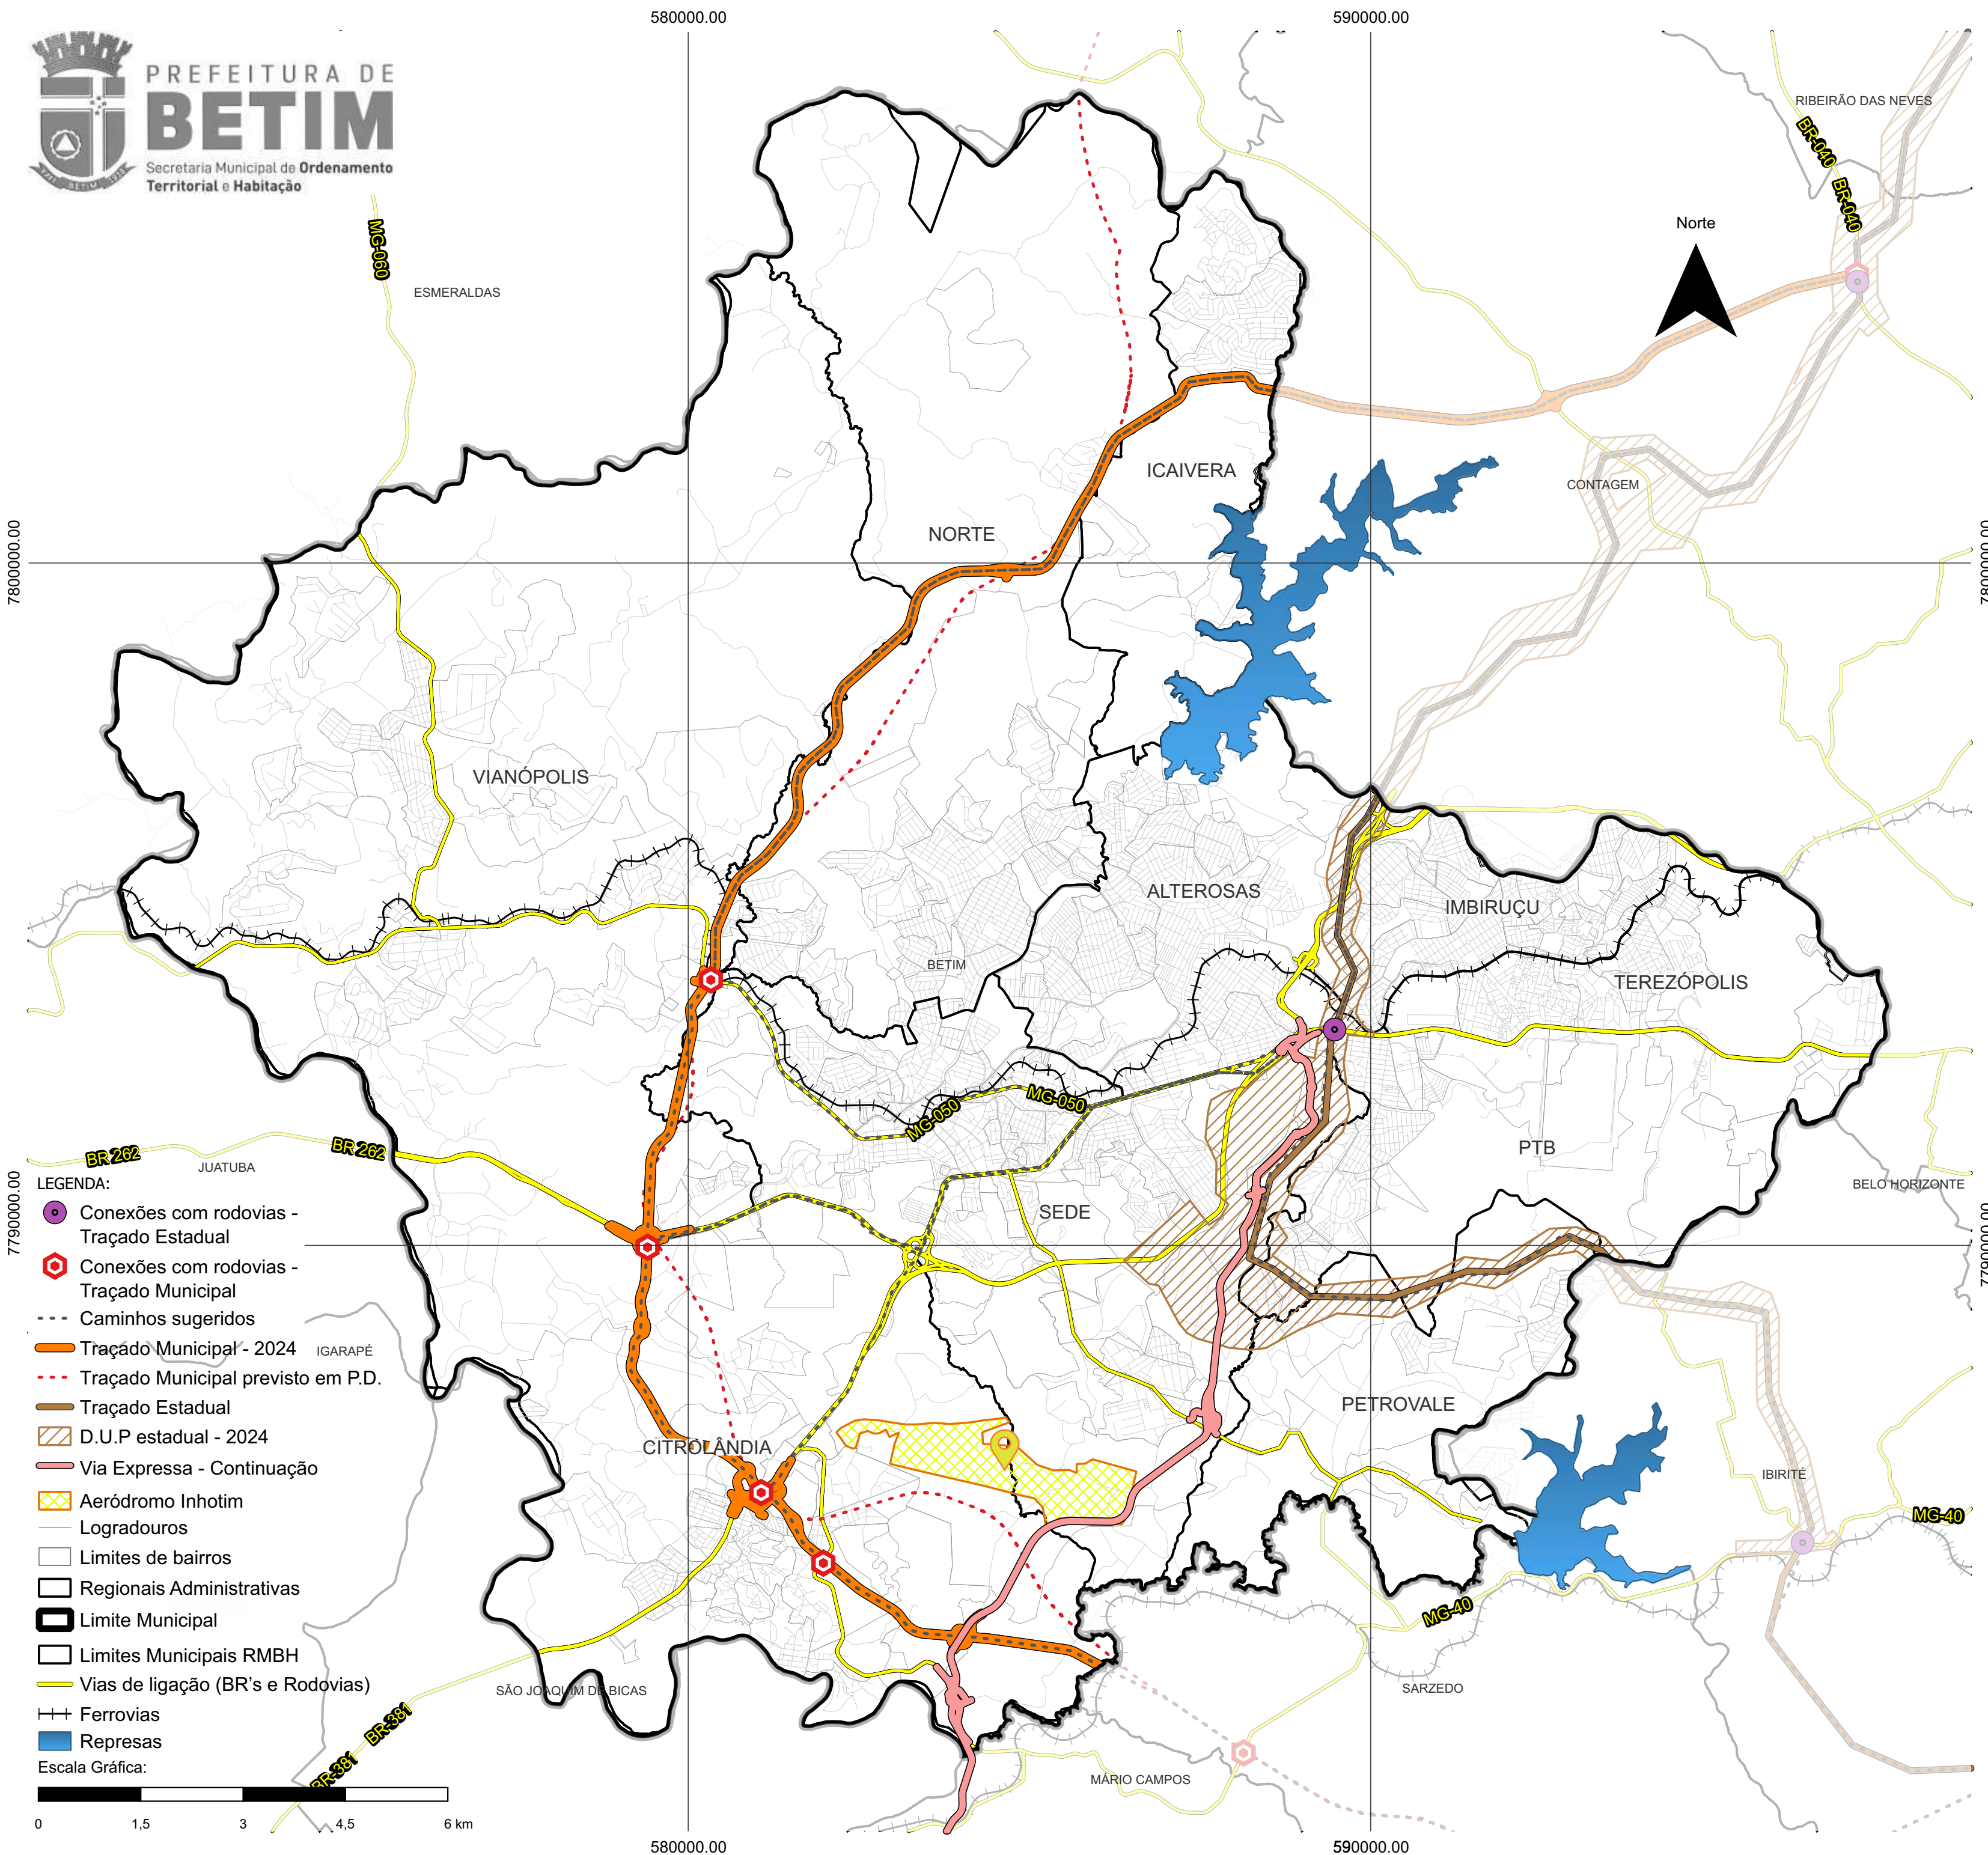 580000.00
590000.00
PREFEITURA DE
BETIM
Secretaria Municipal de Ordenamento
Territorial e Habitação
RIBEIRÃO DAS NEVES
BR-040
BR-040
MG-060
Norte
ESMERALDAS
ICAIVERA
CONTAGEM
NORTE
7800000.00
7800000.00
VIANÓPOLIS
ALTEROSAS
IMBIRUÇU
BETIM
TEREZÓPOLIS
MG-050
MG-050
BR 262
BR 262
JUATUBA
PTB
BELO HORIZONTE
SEDE
7790000.00
7790000.00
LEGENDA:
Conexões com rodovias -
Traçado Estadual
Conexões com rodovias -
Traçado Municipal
Caminhos sugeridos
Traçado Municipal - 2024
IGARAPÉ
Traçado Municipal previsto em P.D.
Traçado Estadual
D.U.P estadual - 2024
Via Expressa - Continuação
Aeródromo Inhotim
Logradouros
Limites de bairros
Regionais Administrativas
Limite Municipal
Limites Municipais RMBH
Vias de ligação (BR's e Rodovias)
Ferrovias
Represas
Escala Gráfica:
0 1,5 3 4,5 6 km
PETROVALE
CITROLÂNDIA
IBIRITÉ
MG-40
MG-40
SÃO JOAQUIM DE BICAS
SARZEDO
BR-381
BR-381
MÁRIO CAMPOS
580000.00
590000.00